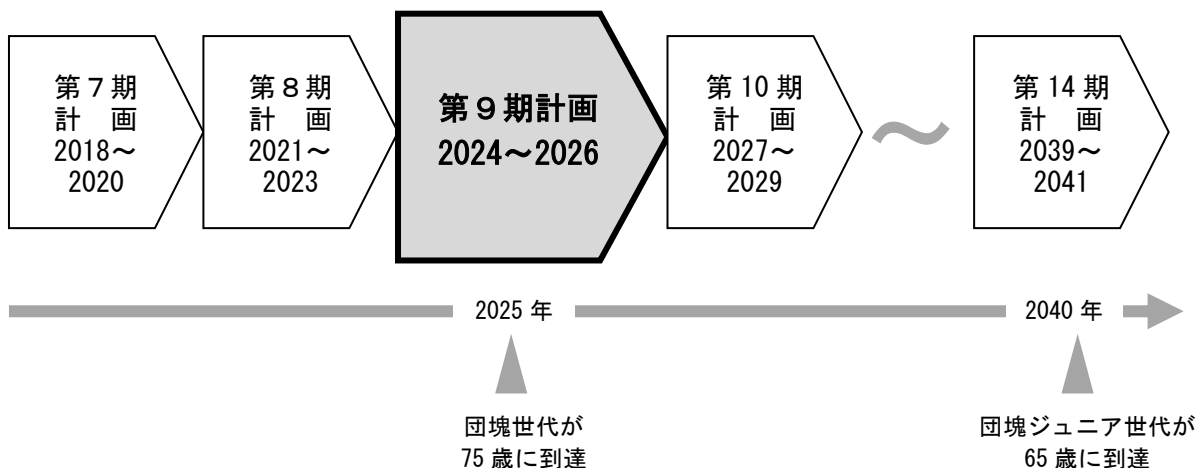 第７期
計　画
2018～
2020
第８期
計　画
2021～
2023
第９期計画
2024～2026
第 10 期
計　画
2027～
2029
～
第 14 期
計　画
2039～
2041
2025 年
2040 年
団塊世代が
75 歳に到達
団塊ジュニア世代が
65 歳に到達